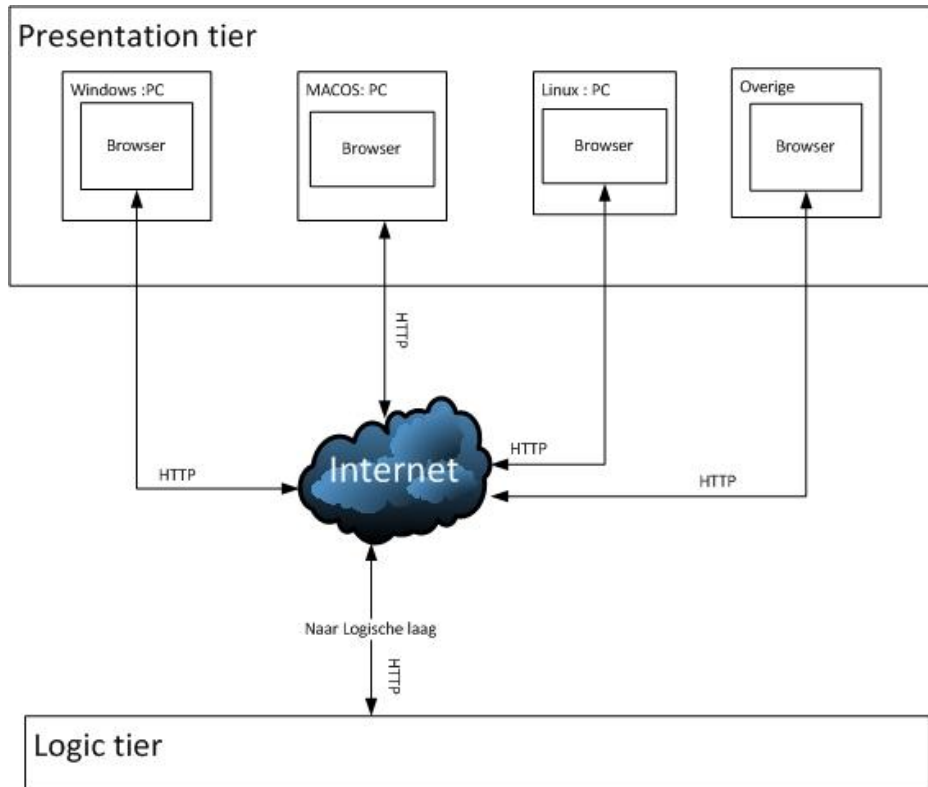 Presentation tier
Windows :PC
MACOS: PC
Linux : PC
Overige
Browser
Browser
Browser
Browser
HTTP
Internet
HTTP
HTTP
HTTP
Naar Logische laag
HTTP
Logic tier